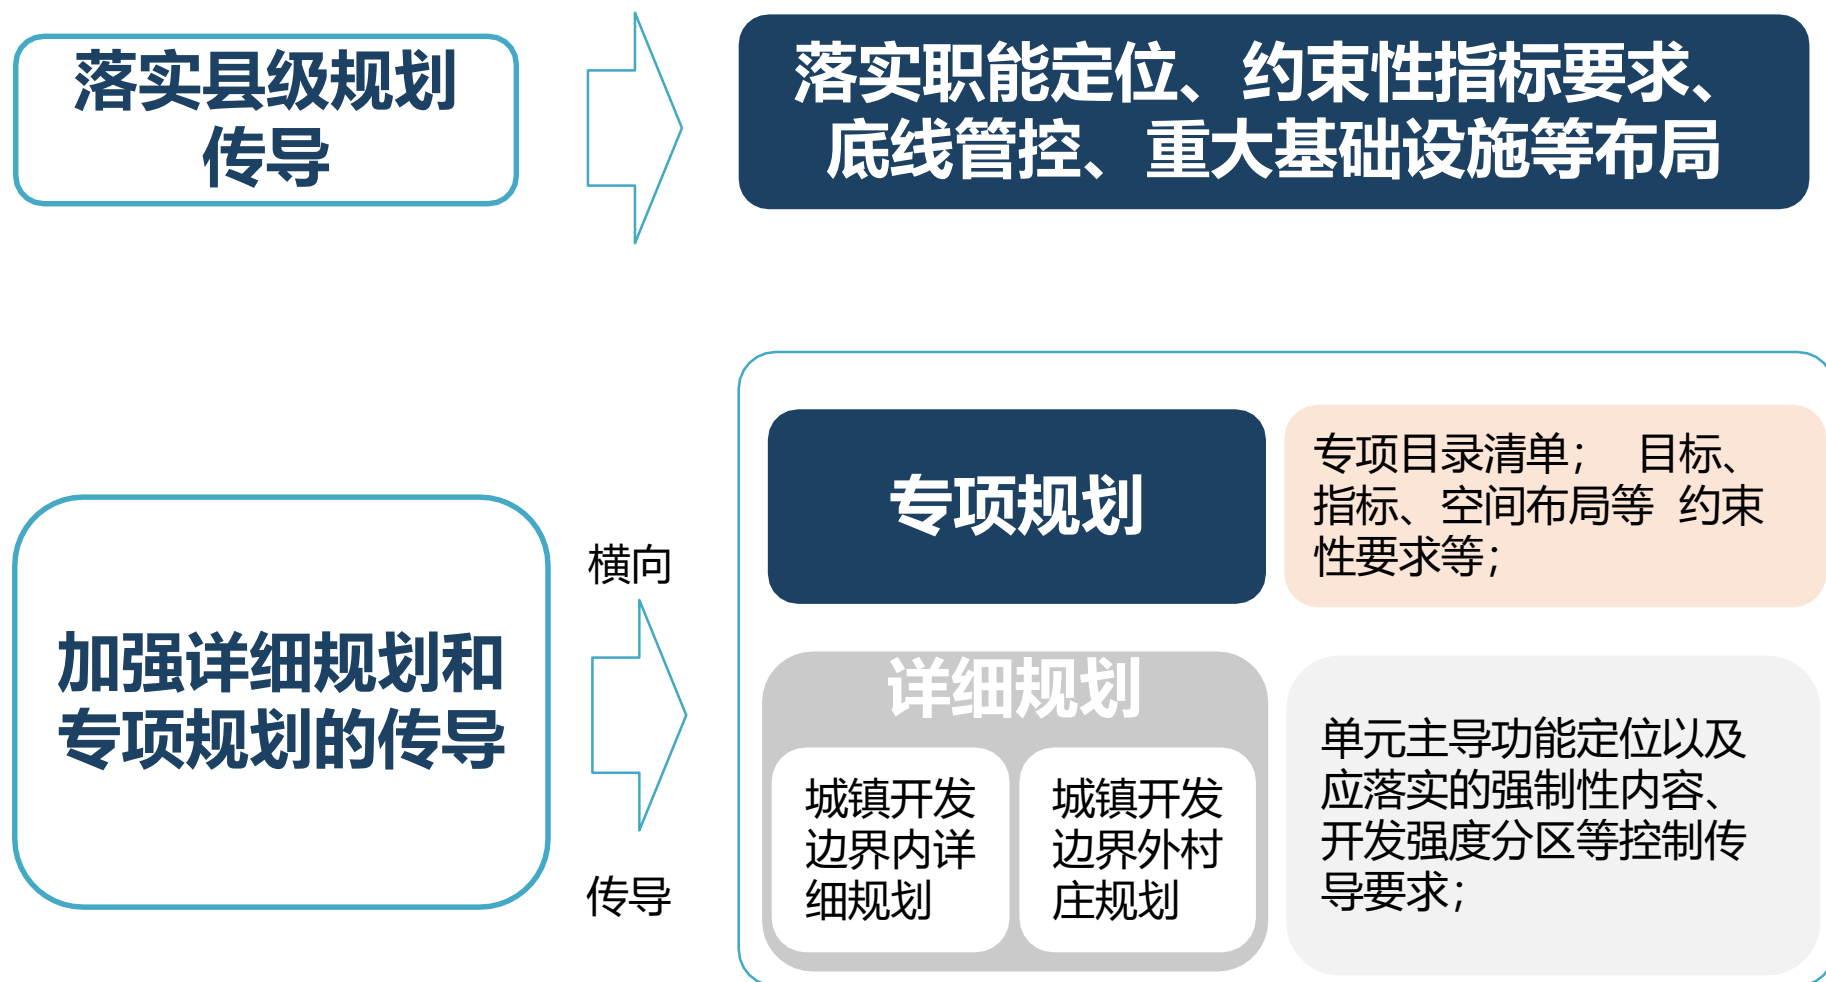 落实县级规划
传导
落实职能定位、约束性指标要求、
底线管控、重大基础设施等布局
加强详细规划和
专项规划的传导
横向
传导
专项规划
专项目录清单； 目标、
指标、空间布局等 约束
性要求等；
详细规划
城镇开发
边界内详
细规划
城镇开发
边界外村
庄规划
单元主导功能定位以及
应落实的强制性内容、
开发强度分区等控制传
导要求；